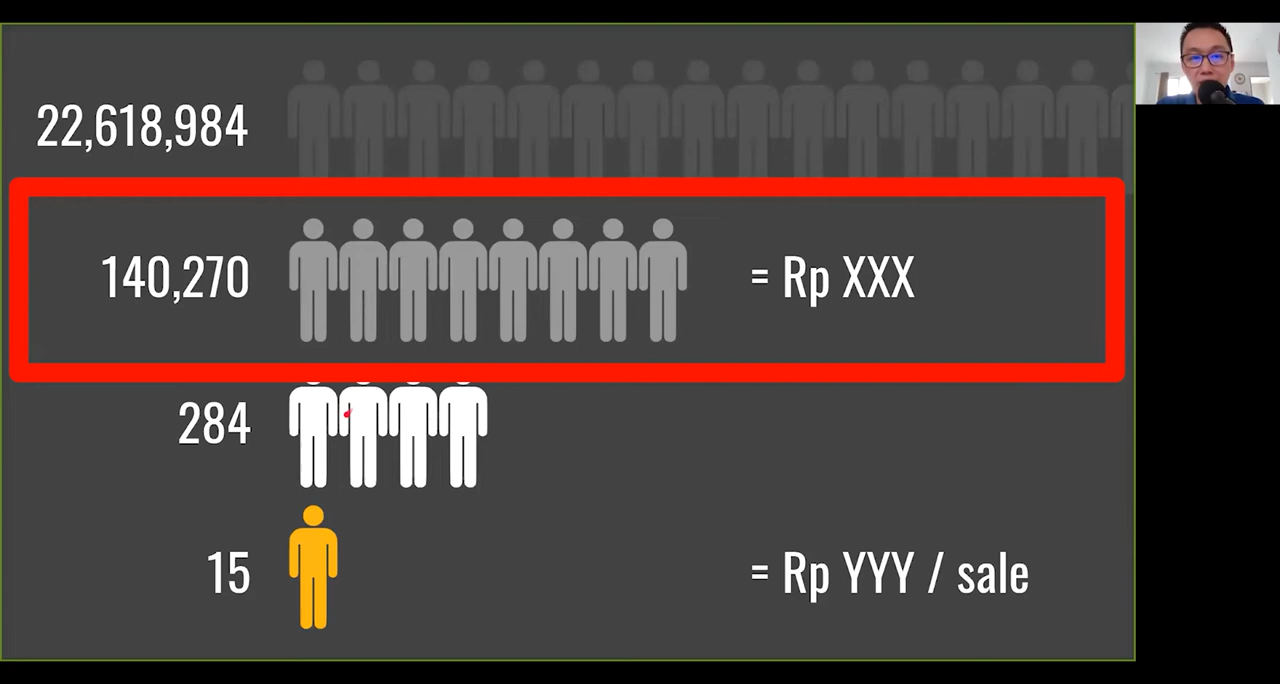 22,618,984
140,270 = Rp XXX
284
15 = Rp YYY / sale